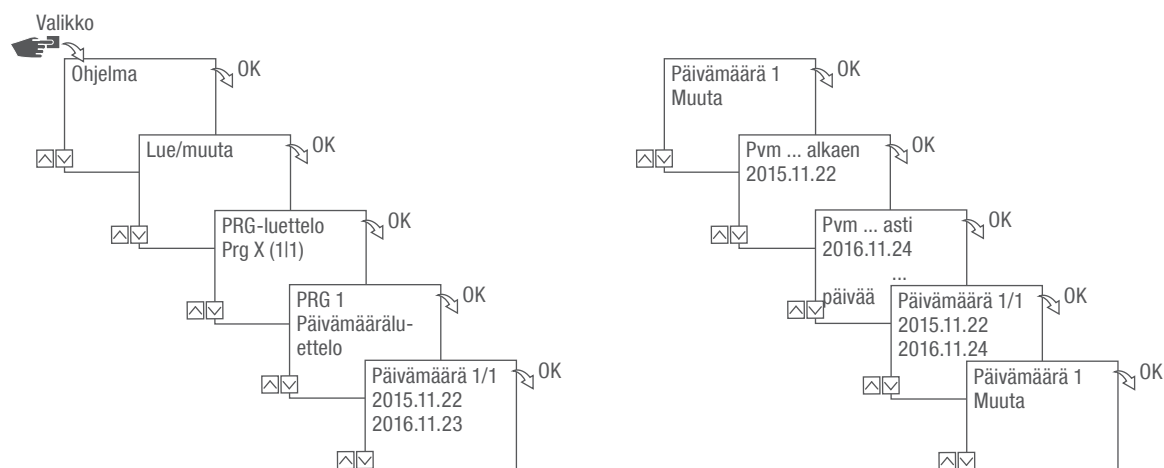 Valikko
Ohjelma
OK
Lue/muuta
OK
PRG-luettelo
Prg X (1|1)
OK
PRG 1
Päivämäärälu-
ettelo
OK
Päivämäärä 1/1
2015.11.22
2016.11.23
OK
Päivämäärä 1
Muuta
OK
Pvm ... alkaen
2015.11.22
OK
Pvm ... asti
2016.11.24
...
päivää
OK
Päivämäärä 1/1
2015.11.22
2016.11.24
OK
Päivämäärä 1
Muuta
OK